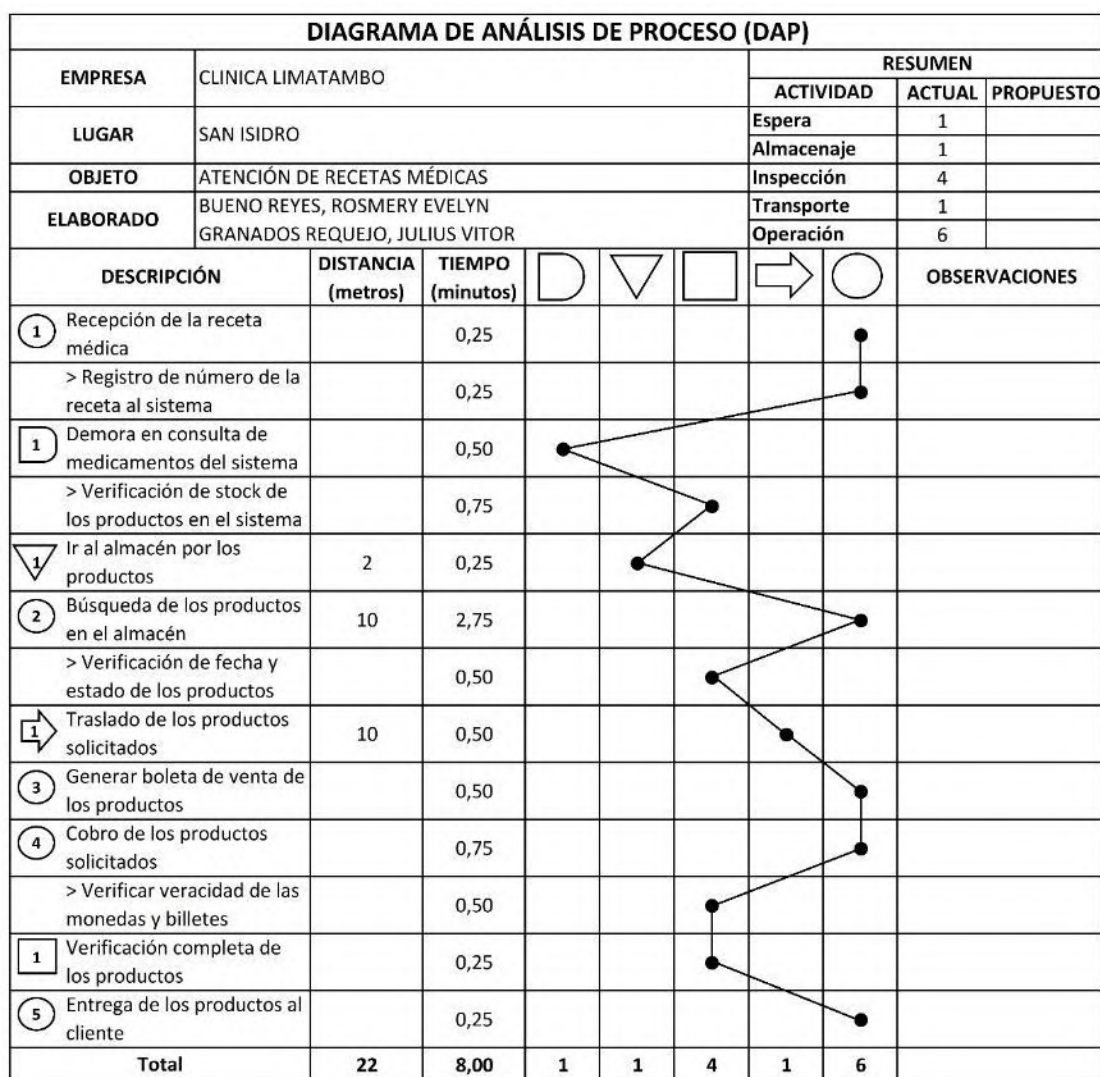 DIAGRAMA DE ANÁLISIS DE PROCESO (DAP)
EMPRESA
CLINICA LIMATAMBO
RESUMEN
ACTIVIDAD ACTUAL PROPUESTO
LUGAR
SAN ISIDRO
Espera 1
Almacenaje 1
OBJETO
ATENCIÓN DE RECETAS MÉDICAS
Inspección 4
ELABORADO
BUENO REYES, ROSMERY EVELYN
GRANADOS REQUEJO, JULIUS VITOR
Transporte 1
Operación 6
DESCRIPCIÓN
DISTANCIA
(metros)
TIEMPO
(minutos)
OBSERVACIONES
1 Recepción de la receta
médica
0,25
> Registro de número de la
receta al sistema
0,25
1 Demora en consulta de
medicamentos del sistema
0,50
> Verificación de stock de
los productos en el sistema
0,75
1 Ir al almacén por los
productos
2 0,25
2 Búsqueda de los productos
en el almacén
10 2,75
> Verificación de fecha y
estado de los productos
0,50
1 Traslado de los productos
solicitados
10 0,50
3 Generar boleta de venta de
los productos
0,50
4 Cobro de los productos
solicitados
0,75
> Verificar veracidad de las
monedas y billetes
0,50
1 Verificación completa de
los productos
0,25
5 Entrega de los productos al
cliente
0,25
Total 22 8,00 1 1 4 1 6